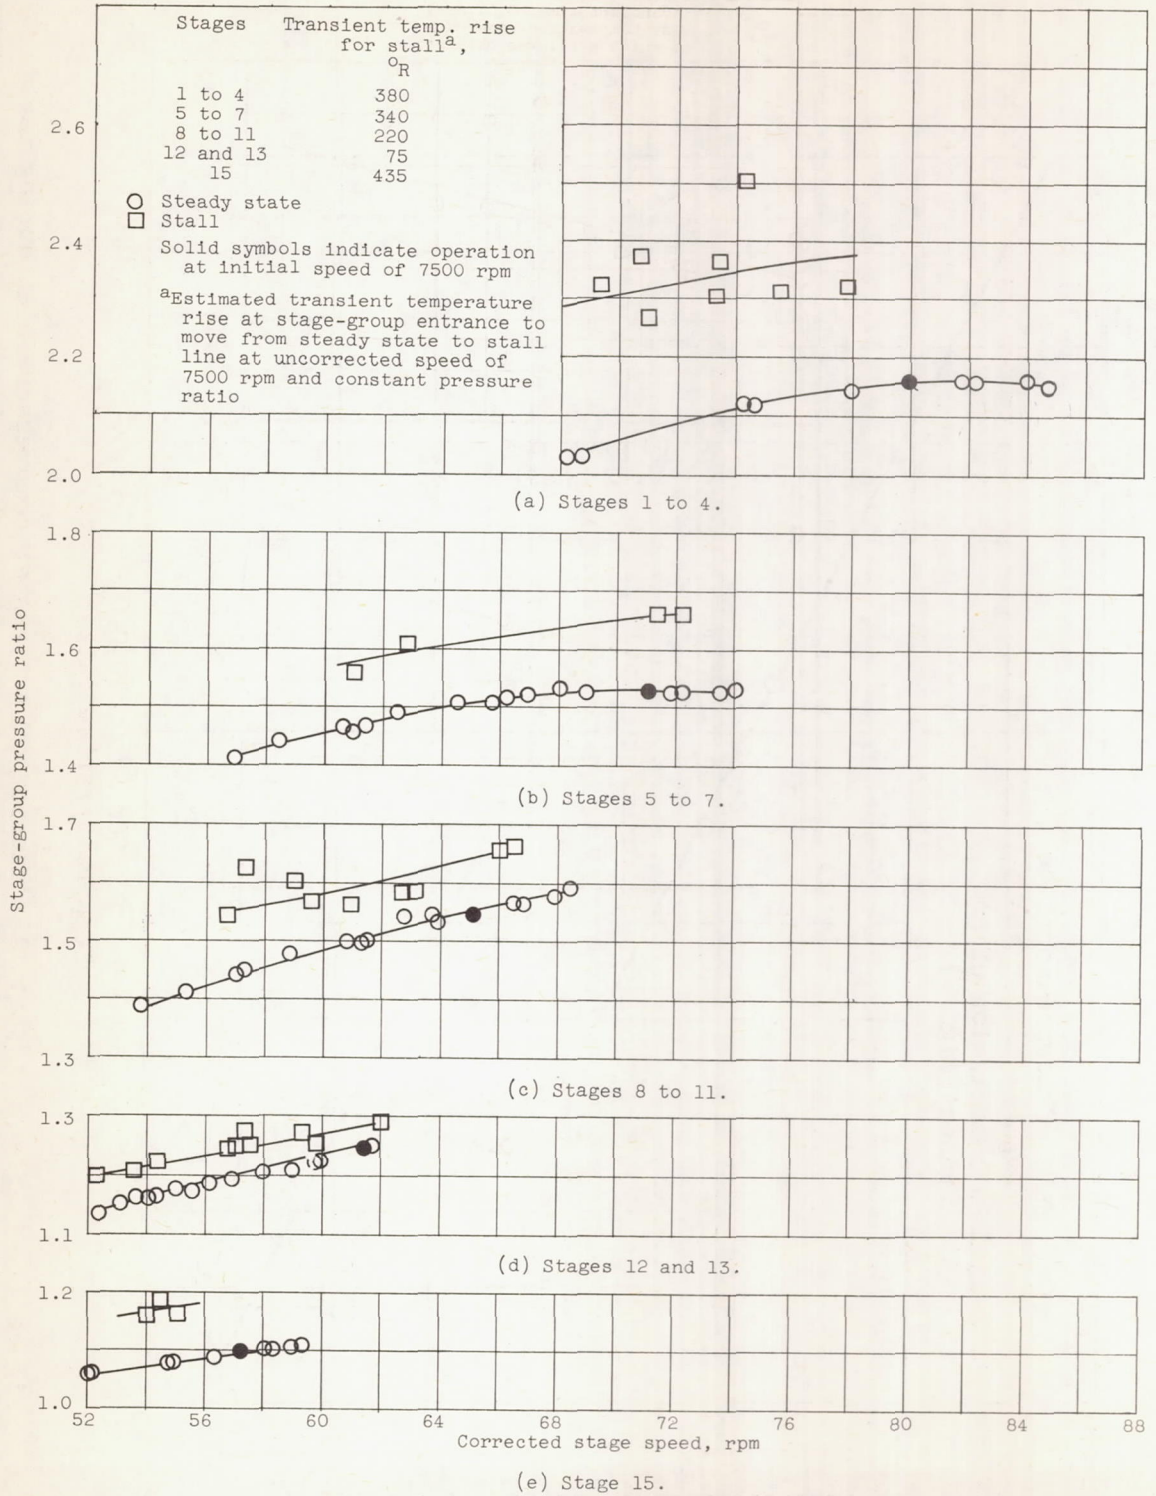 Stages Transient temp. rise
for stallᵃ,
°R
1 to 4 380
5 to 7 340
8 to 11 220
12 and 13 75
15 435
Steady state
Stall
Solid symbols indicate operation
at initial speed of 7500 rpm
ᵃEstimated transient temperature
rise at stage-group entrance to
move from steady state to stall
line at uncorrected speed of
7500 rpm and constant pressure
ratio
2.6
2.4
2.2
2.0
(a) Stages 1 to 4.
Stage-group pressure ratio
1.8
1.6
1.4
(b) Stages 5 to 7.
1.7
1.5
1.3
(c) Stages 8 to 11.
1.3
1.1
(d) Stages 12 and 13.
1.2
1.0
52 56 60 64 68 72 76 80 84 88
Corrected stage speed, rpm
(e) Stage 15.